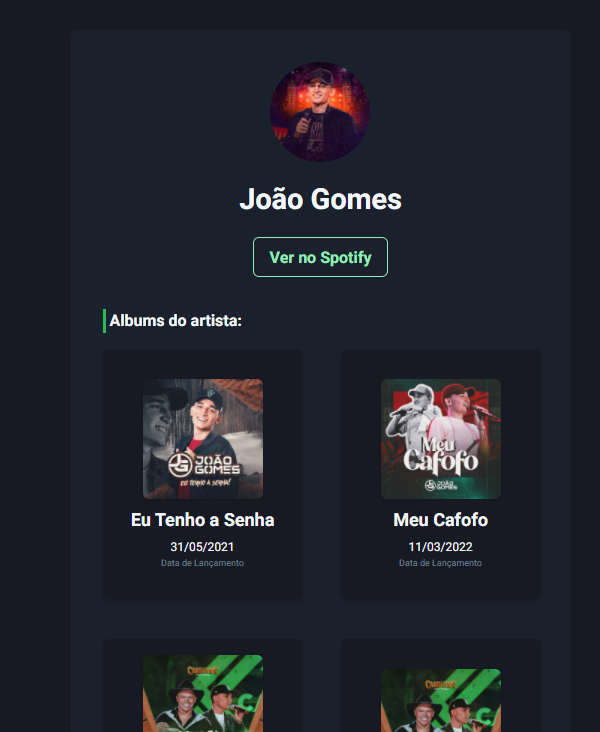 João Gomes
Ver no Spotify
Albums do artista:
JG JOÃO
GOMES
EU TENHO A SENHA!
Meu
Cafofo
JOÃO
GOMES
Eu Tenho a Senha
31/05/2021
Data de Lançamento
Meu Cafofo
11/03/2022
Data de Lançamento